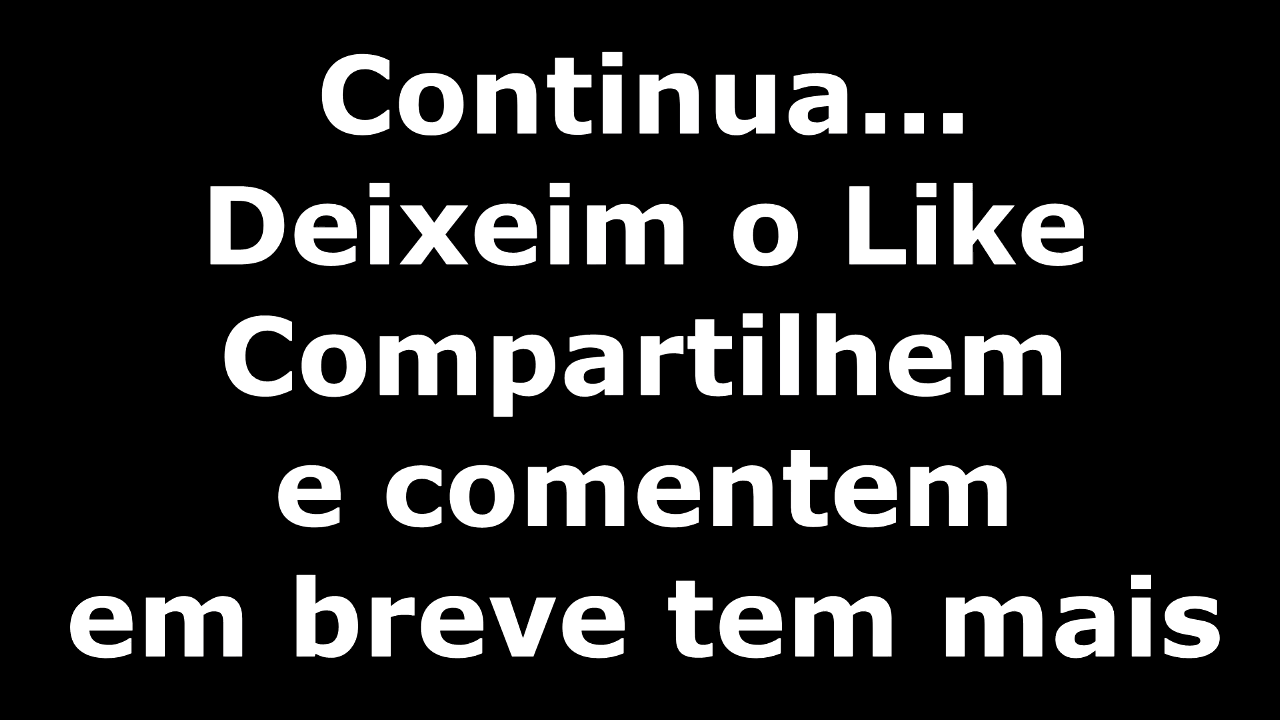 Continua...
Deixeim o Like
Compartilhem
e comentem
em breve tem mais